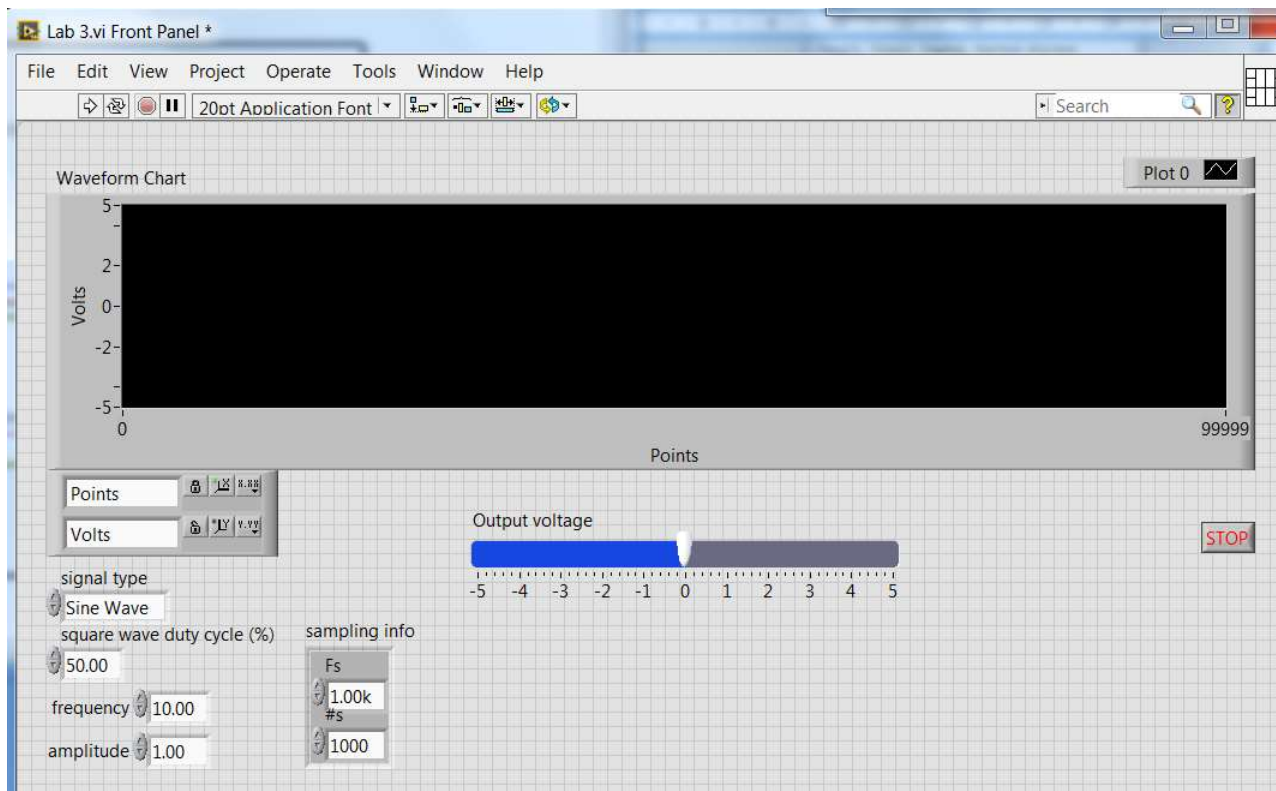 Lab 3.vi Front Panel *
File Edit View Project Operate Tools Window Help
20pt Application Font
Search
Waveform Chart
Plot 0
5
2
0
-2
-5
Volts
0
99999
Points
Points
Volts
Output voltage
-5 -4 -3 -2 -1 0 1 2 3 4 5
STOP
signal type
Sine Wave
square wave duty cycle (%)
50.00
frequency 10.00
amplitude 1.00
sampling info
Fs
1.00k
#s
1000